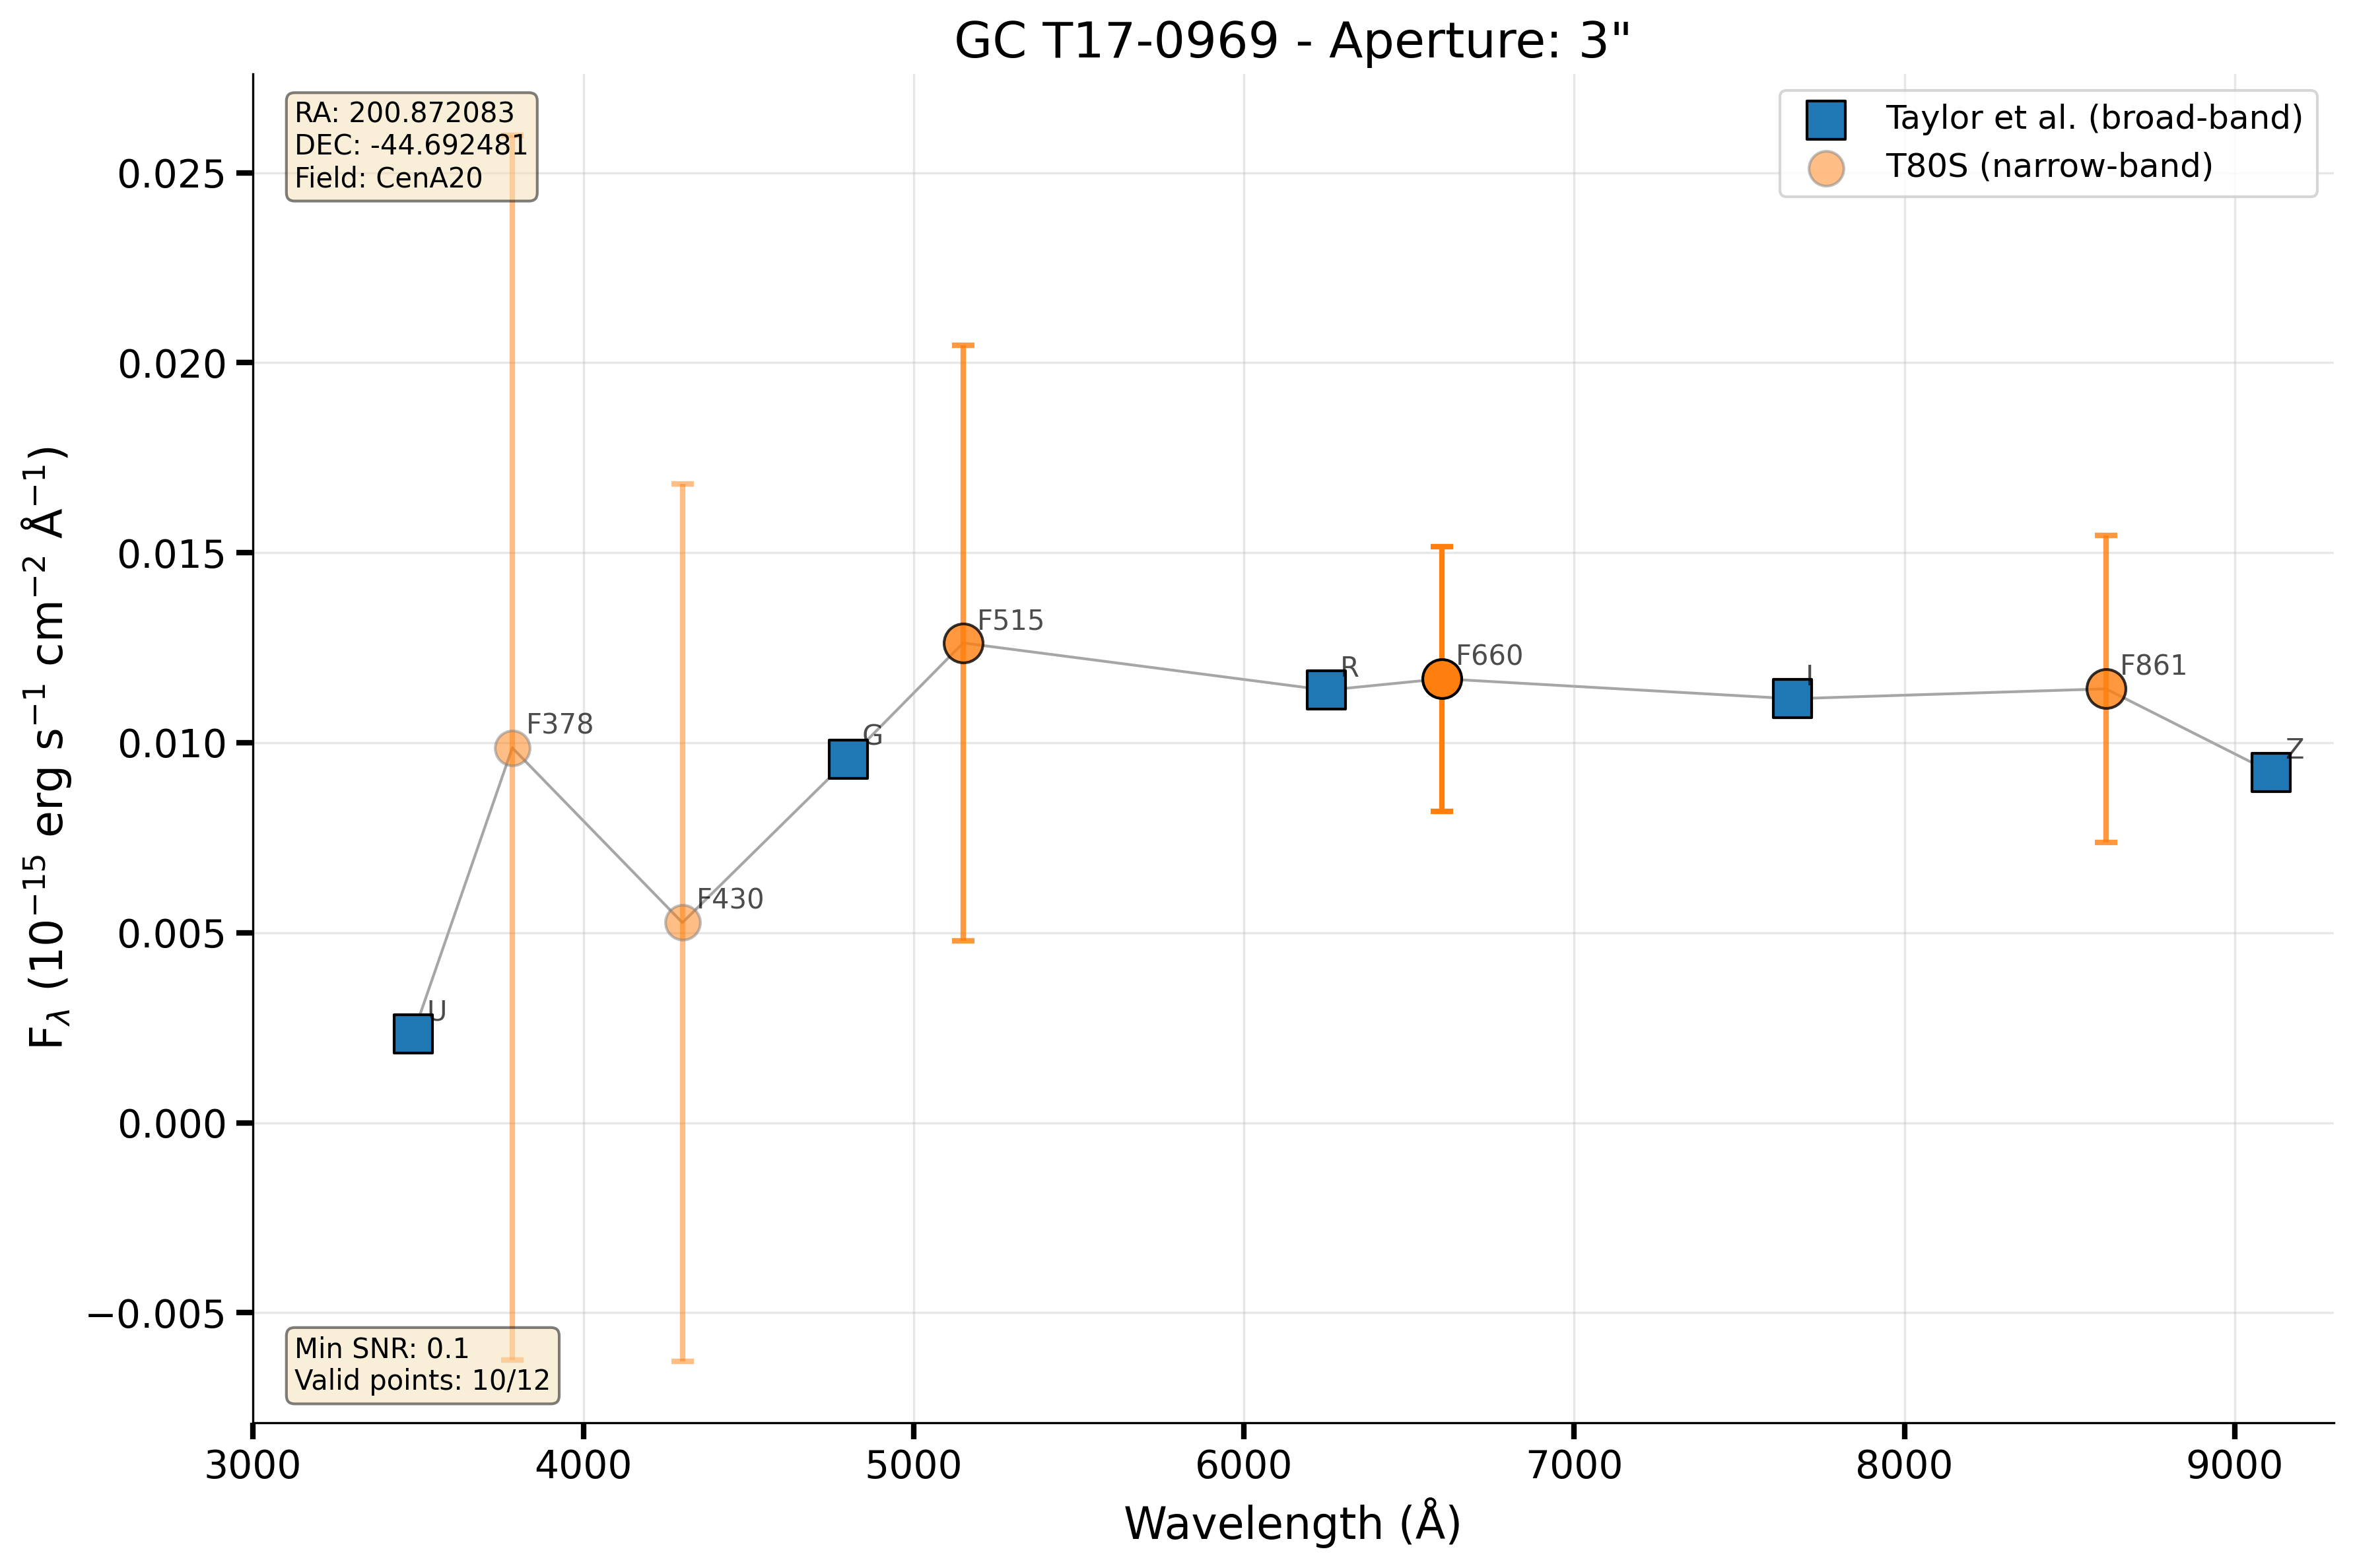 GC T17-0969 - Aperture: 3"
RA: 200.872083
DEC: -44.692481
Field: CenA20
Taylor et al. (broad-band)
T80S (narrow-band)
0.025
0.020
0.015
0.010
0.005
0.000
−0.005
F$_{λ}$ (10$^{−15}$ erg s$^{−1}$ cm$^{−2}$ Å$^{−1}$)
U
F378
F430
G
F515
R
F660
I
F861
Z
Min SNR: 0.1
Valid points: 10/12
3000 4000 5000 6000 7000 8000 9000
Wavelength (Å)